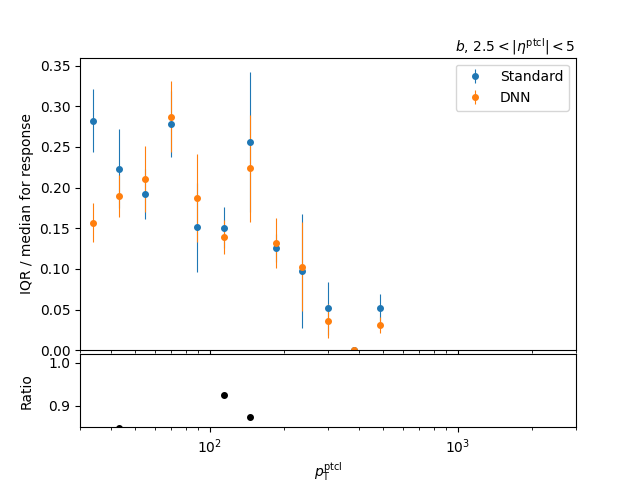 b, 2.5 < |η^ptcl| < 5
0.35
0.30
0.25
0.20
0.15
0.10
0.05
0.00
IQR / median for response
Standard
DNN
1.0
0.9
Ratio
10^2
10^3
p_T^ptcl